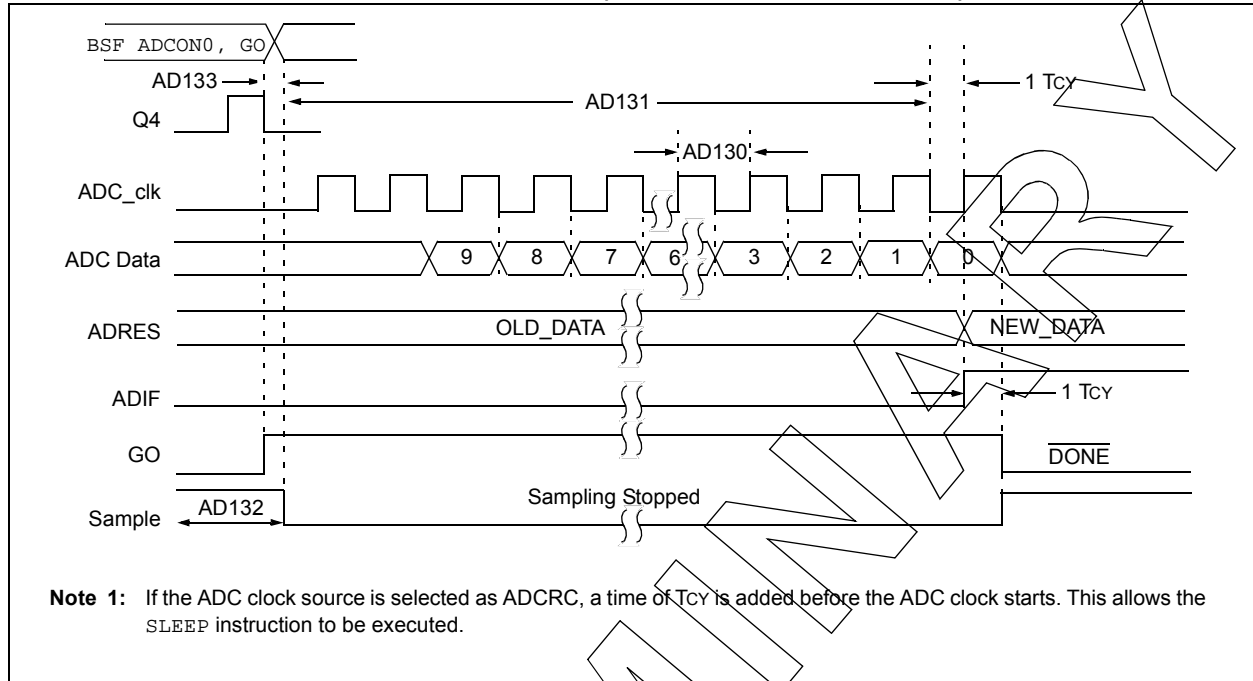 BSF ADCON0, GO
AD133
1 TCY
AD131
Q4
AD130
ADC_clk
ADC Data
9 8 7 6 3 2 1 0
ADRES
OLD_DATA
NEW_DATA
ADIF
1 TCY
GO
DONE
AD132
Sample
Sampling Stopped
Note 1: If the ADC clock source is selected as ADCRC, a time of TCY is added before the ADC clock starts. This allows the
SLEEP instruction to be executed.